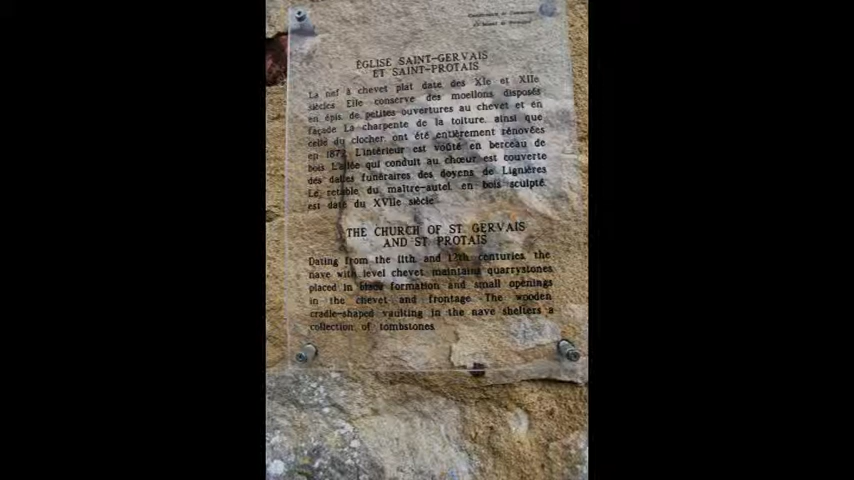 ÉGLISE SAINT-GERVAIS
ET SAINT-PROTAIS
La nef à chevet plat date des XIe et XIIe
siècles Elle conserve des moellons disposés
en épis, de petites ouvertures au chevet et en
façade La charpente de la toiture, ainsi que
celle du clocher, ont été entièrement rénovées
en 1877 L'intérieur est voûté en berceau de
bois L'allée qui conduit au chœur est couverte
des dalles funéraires des doyens de Lignières
Le retable du maître-autel, en bois sculpté,
est daté du XVIIe siècle
THE CHURCH OF ST. GERVAIS
AND ST. PROTAIS
Dating from the 11th and 12th centuries the
nave with level chevet maintains quarrystones
placed in formation and small openings
in the chevet and frontage The wooden
cradle-shaped vaulting in the nave shelters a
collection of tombstones